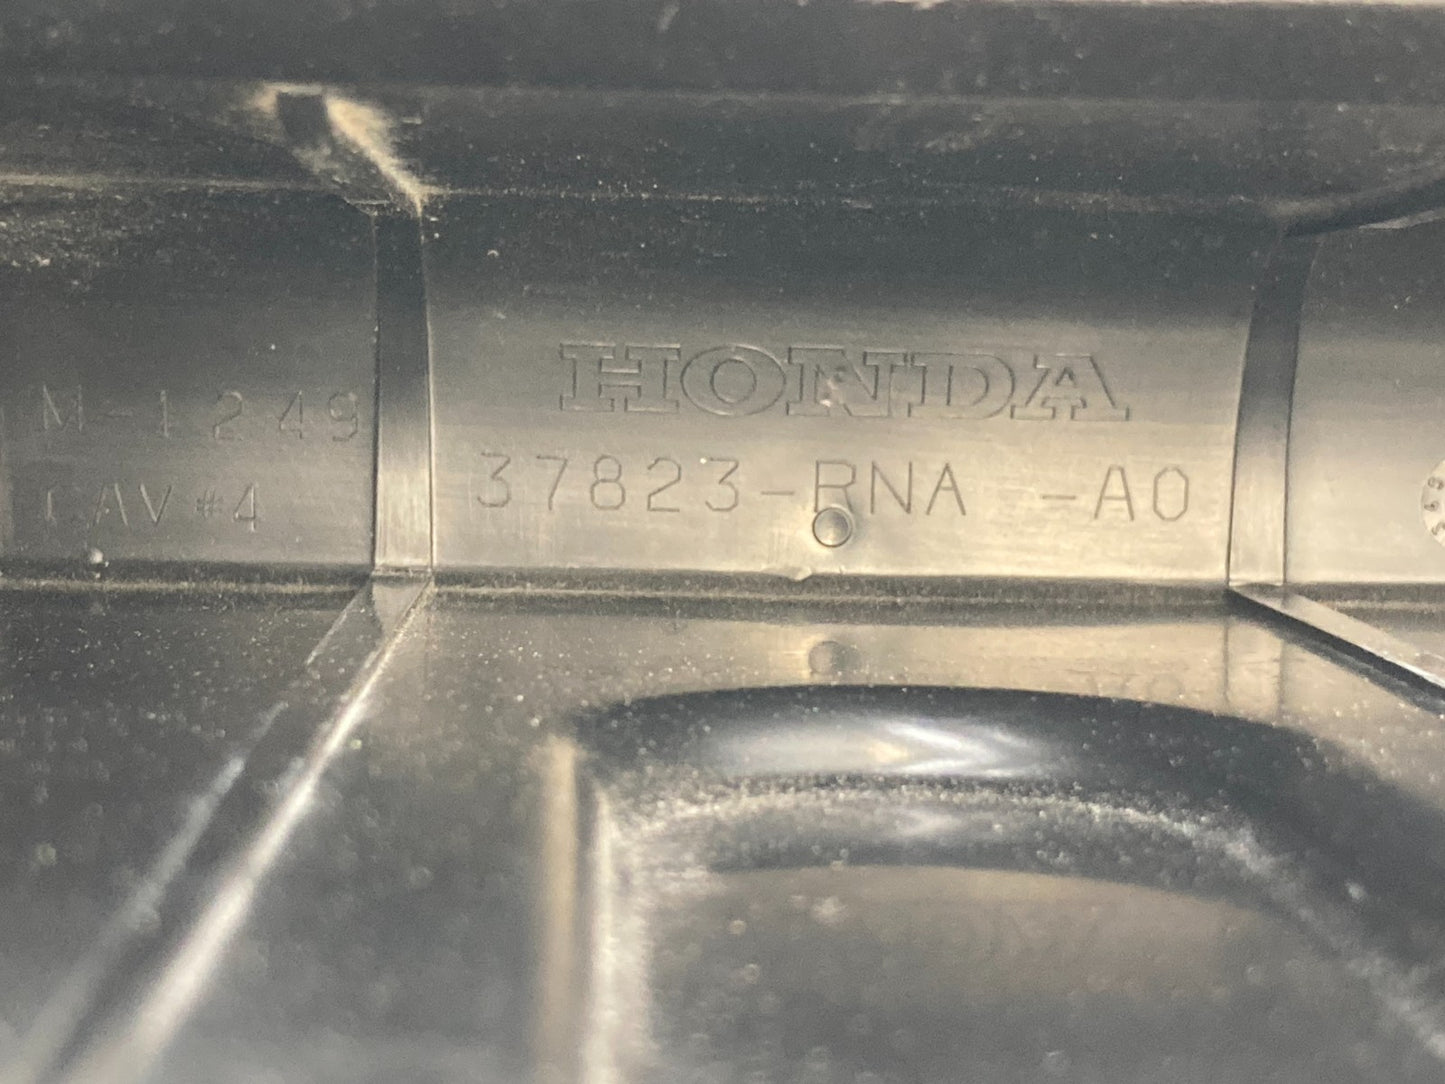 HONDA
37823-RNA -A0
M-1249
CAV #4